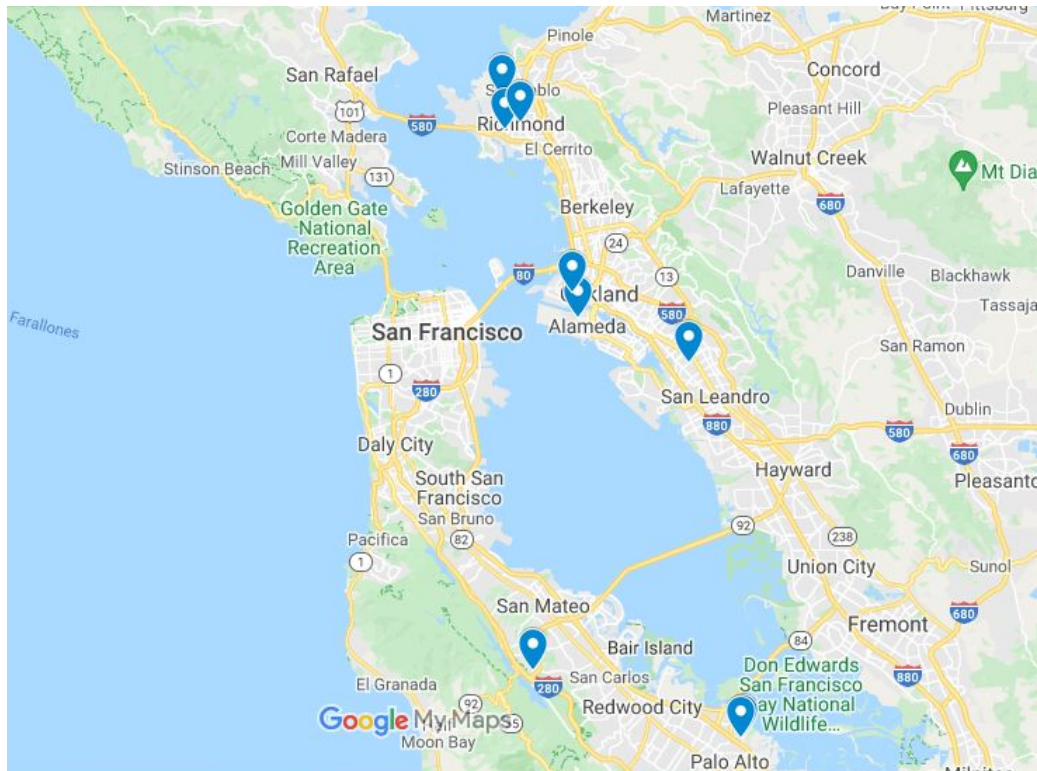 Martinez
Pinole
San Rafael
Concord
101
580
Richmond
Pleasant Hill
Corte Madera
El Cerrito
Mill Valley
Stinson Beach
131
Walnut Creek
Lafayette
Mt Dia
680
Golden Gate
National
Recreation
Area
Berkeley
24
80
13
Danville
Blackhawk
Tassaja
Farallones
580
Alameda
San Francisco
San Ramon
1
280
San Leandro
880
Dublin
580
680
Daly City
Hayward
Pleasanto
South San
Francisco
San Bruno
92
82
238
Pacifica
1
Union City
Sunol
San Mateo
680
Fremont
84
Bair Island
Don Edwards
San Francisco
ay National
Wildlife...
880
San Carlos
280
El Granada
92
Redwood City
Google My Maps
Moon Bay
Palo Alto